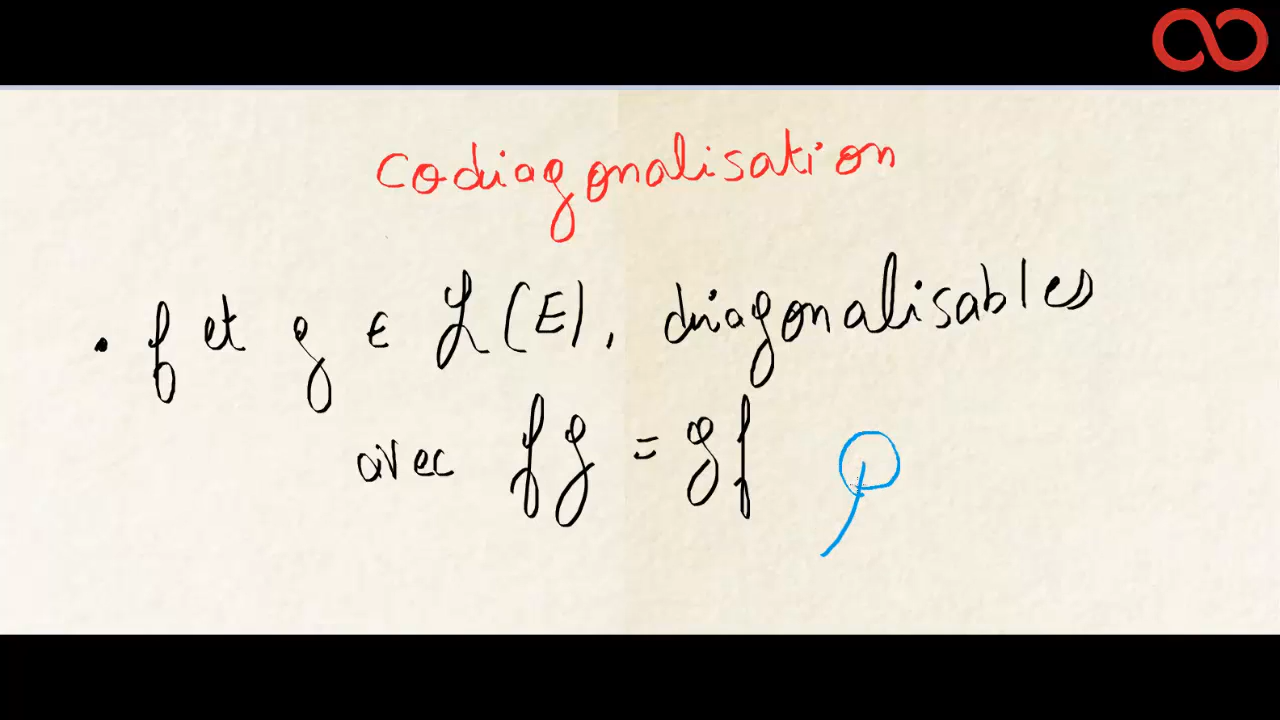 codiagonalisation
• f et g ∈ ℒ(E), diagonalisables
avec fg = gf